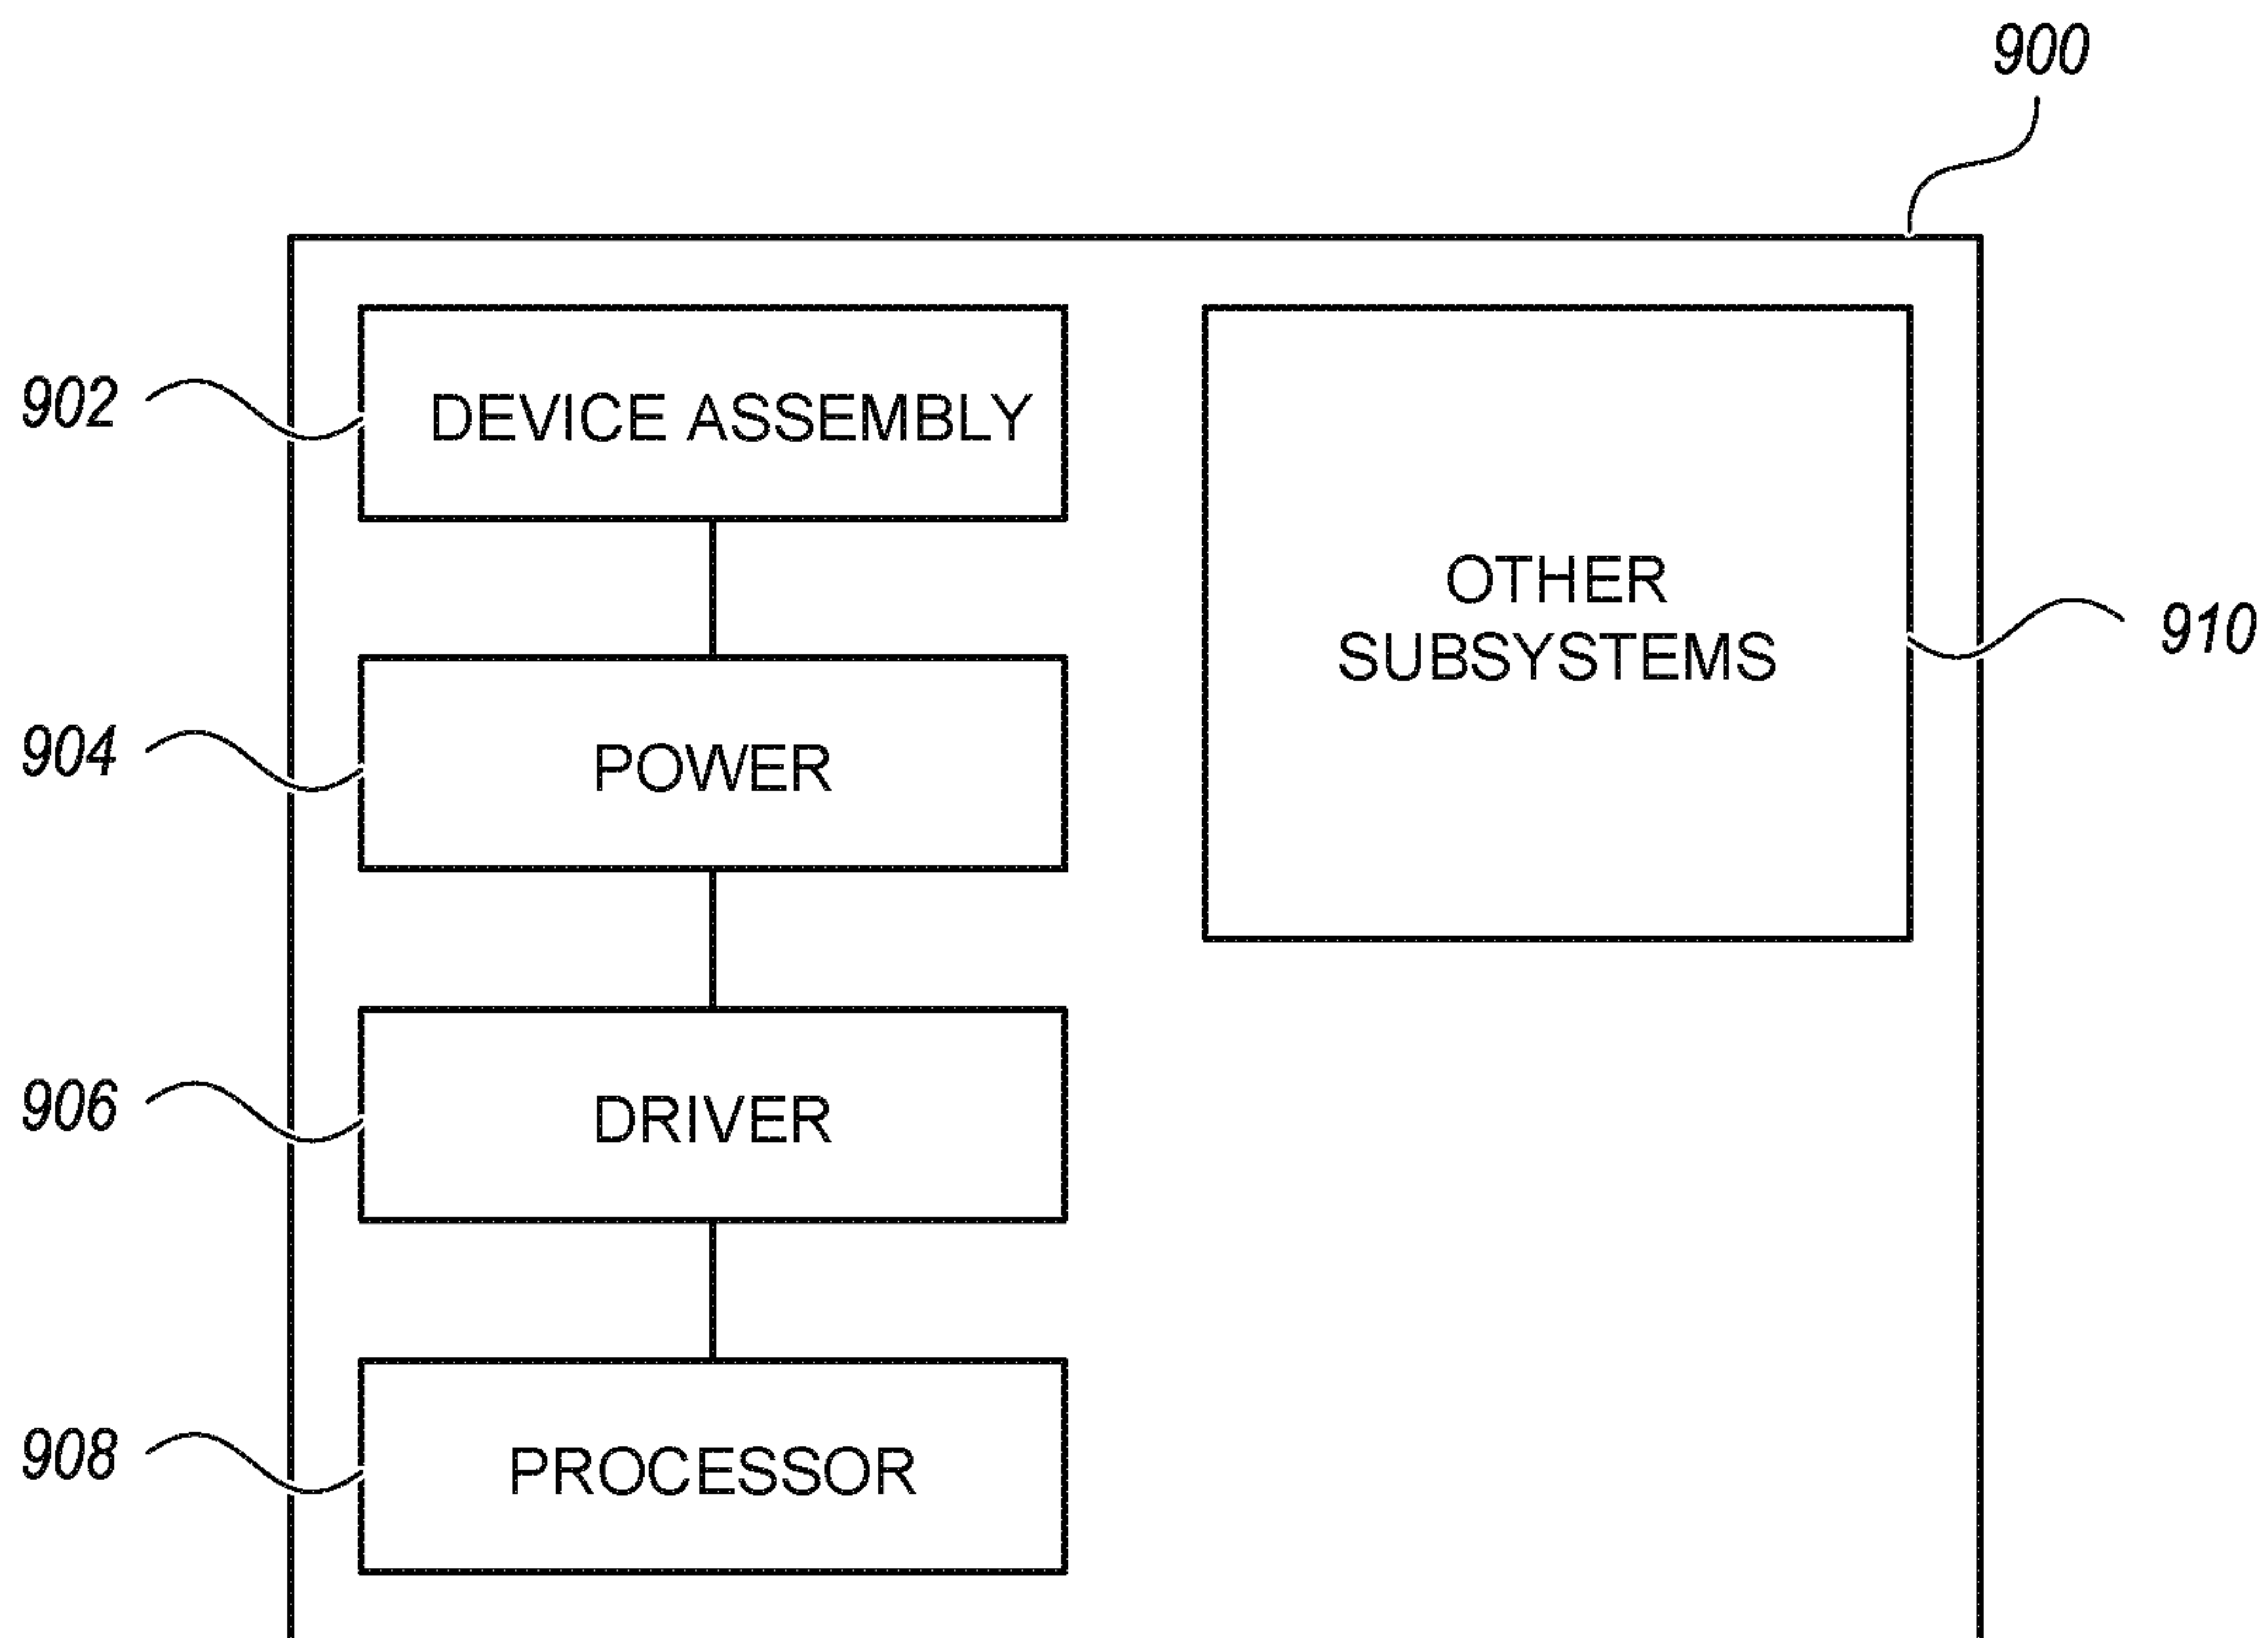 900
902
DEVICE ASSEMBLY
OTHER
SUBSYSTEMS
910
904
POWER
906
DRIVER
908
PROCESSOR